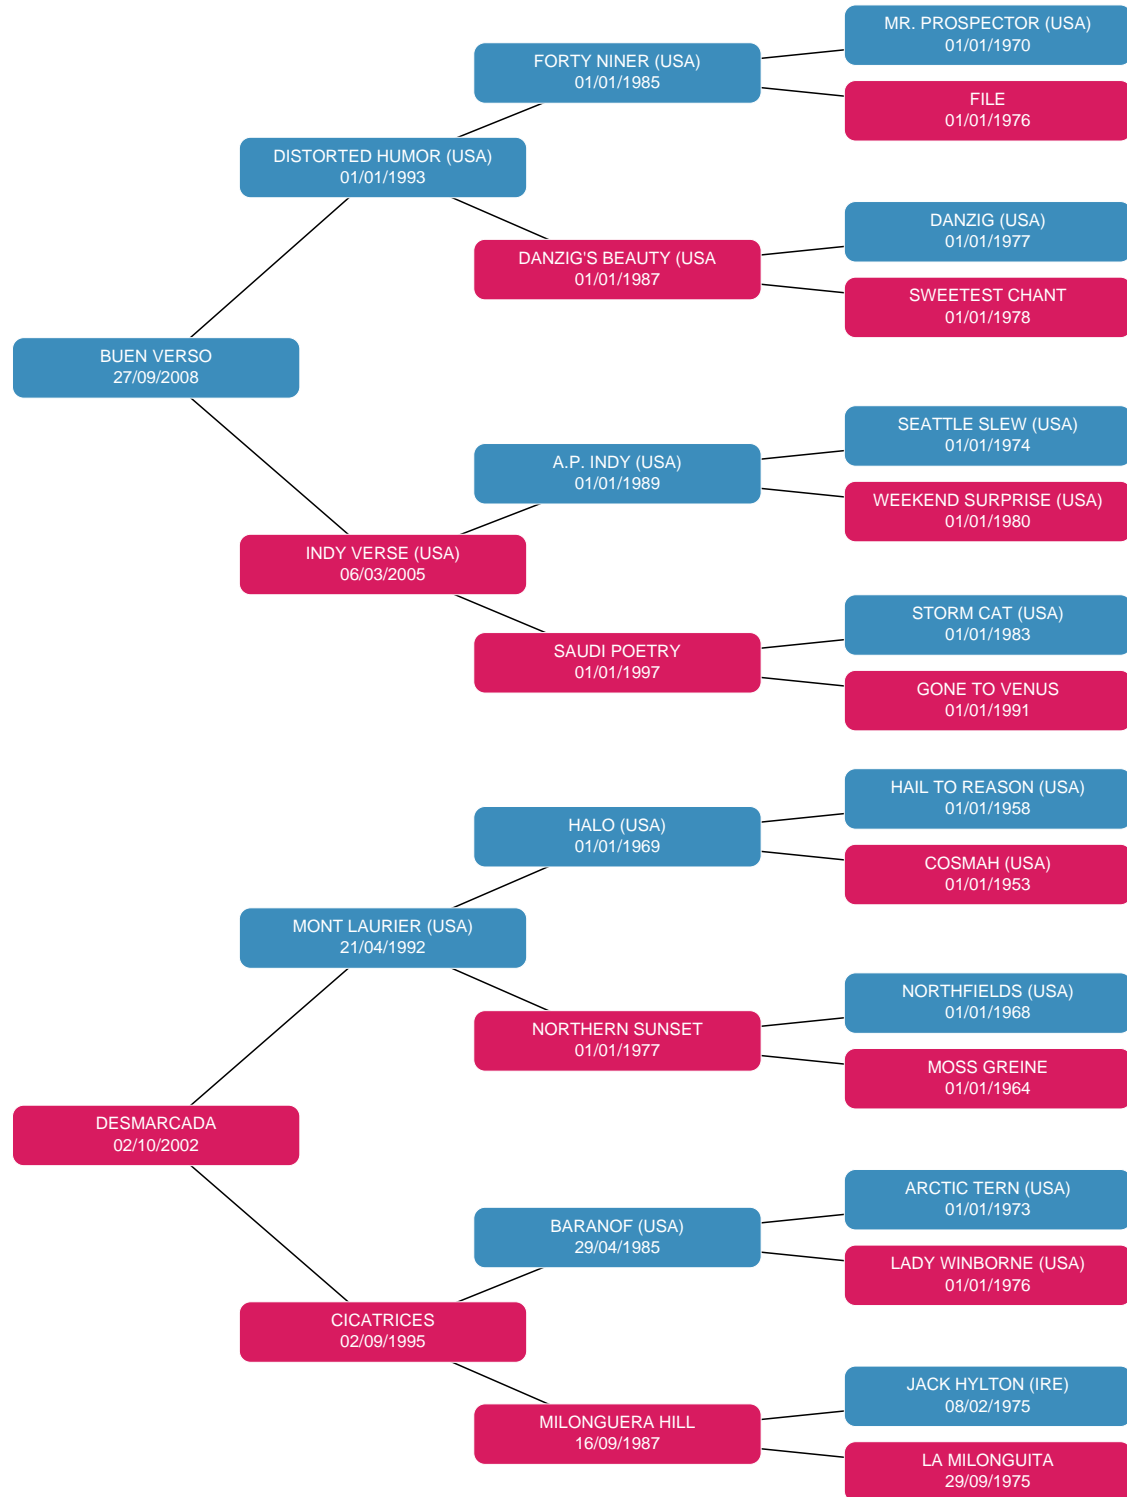 MR. PROSPECTOR (USA)
01/01/1970
FORTY NINER (USA)
01/01/1985
FILE
01/01/1976
DISTORTED HUMOR (USA)
01/01/1993
DANZIG (USA)
01/01/1977
DANZIG'S BEAUTY (USA
01/01/1987
SWEETEST CHANT
01/01/1978
BUEN VERSO
27/09/2008
SEATTLE SLEW (USA)
01/01/1974
A.P. INDY (USA)
01/01/1989
WEEKEND SURPRISE (USA)
01/01/1980
INDY VERSE (USA)
06/03/2005
STORM CAT (USA)
01/01/1983
SAUDI POETRY
01/01/1997
GONE TO VENUS
01/01/1991
HAIL TO REASON (USA)
01/01/1958
HALO (USA)
01/01/1969
COSMAH (USA)
01/01/1953
MONT LAURIER (USA)
21/04/1992
NORTHFIELDS (USA)
01/01/1968
NORTHERN SUNSET
01/01/1977
MOSS GREINE
01/01/1964
DESMARCADA
02/10/2002
ARCTIC TERN (USA)
01/01/1973
BARANOF (USA)
29/04/1985
LADY WINBORNE (USA)
01/01/1976
CICATRICES
02/09/1995
JACK HYLTON (IRE)
08/02/1975
MILONGUERA HILL
16/09/1987
LA MILONGUITA
29/09/1975